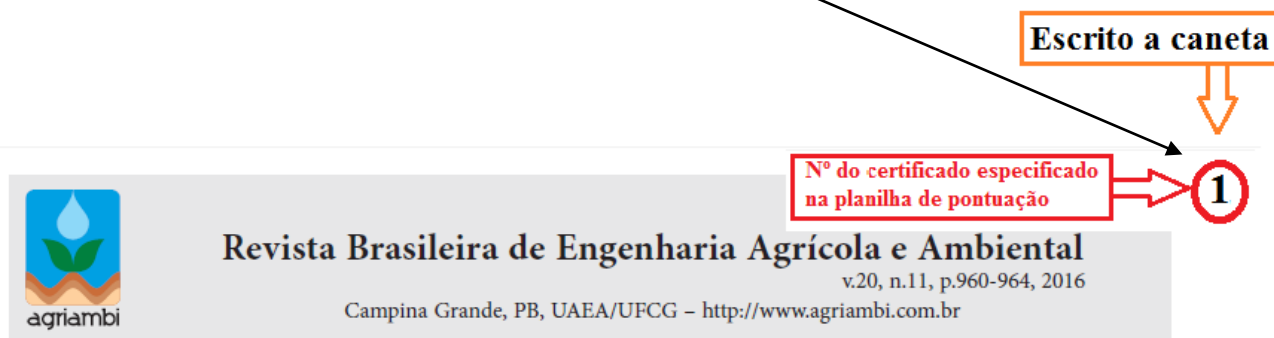 Escrito a caneta
Nº do certificado especificado
na planilha de pontuação
1
Revista Brasileira de Engenharia Agrícola e Ambiental
v.20, n.11, p.960-964, 2016
Campina Grande, PB, UAEA/UFCG – http://www.agriambi.com.br
agriambi